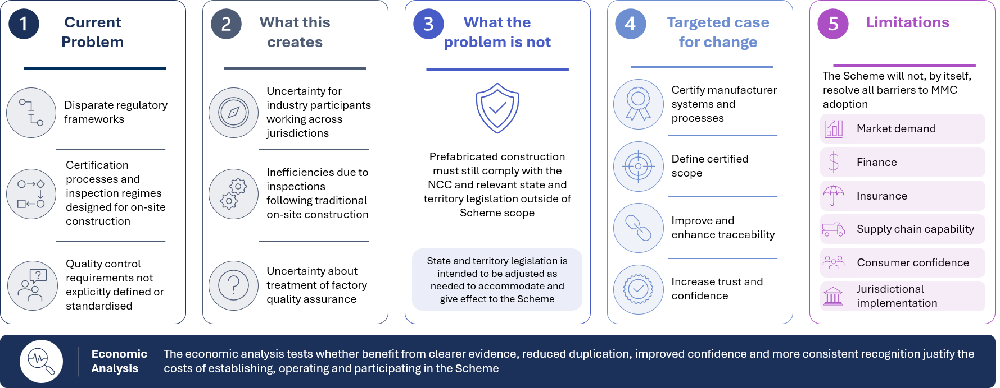 1
Current
Problem
Disparate regulatory
frameworks
Certification
processes and
inspection regimes
designed for on-site
construction
?
Quality control
requirements not
explicitly defined or
standardised
2
What this
creates
Uncertainty for
industry participants
working across
jurisdictions
Inefficiencies due to
inspections
following traditional
on-site construction
?
Uncertainty about
treatment of factory
quality assurance
3
What the
problem is not
Prefabricated construction
must still comply with the
NCC and relevant state and
territory legislation outside of
Scheme scope
State and territory legislation is
intended to be adjusted as
needed to accommodate and
give effect to the Scheme
4
Targeted case
for change
Certify manufacturer
systems and
processes
Define certified
scope
Improve and
enhance traceability
Increase trust and
confidence
5
Limitations
The Scheme will not, by itself,
resolve all barriers to MMC
adoption
Market demand
$
Finance
Insurance
Supply chain capability
Consumer confidence
Jurisdictional
implementation
Economic
Analysis
The economic analysis tests whether benefit from clearer evidence, reduced duplication, improved confidence and more consistent recognition justify the
costs of establishing, operating and participating in the Scheme